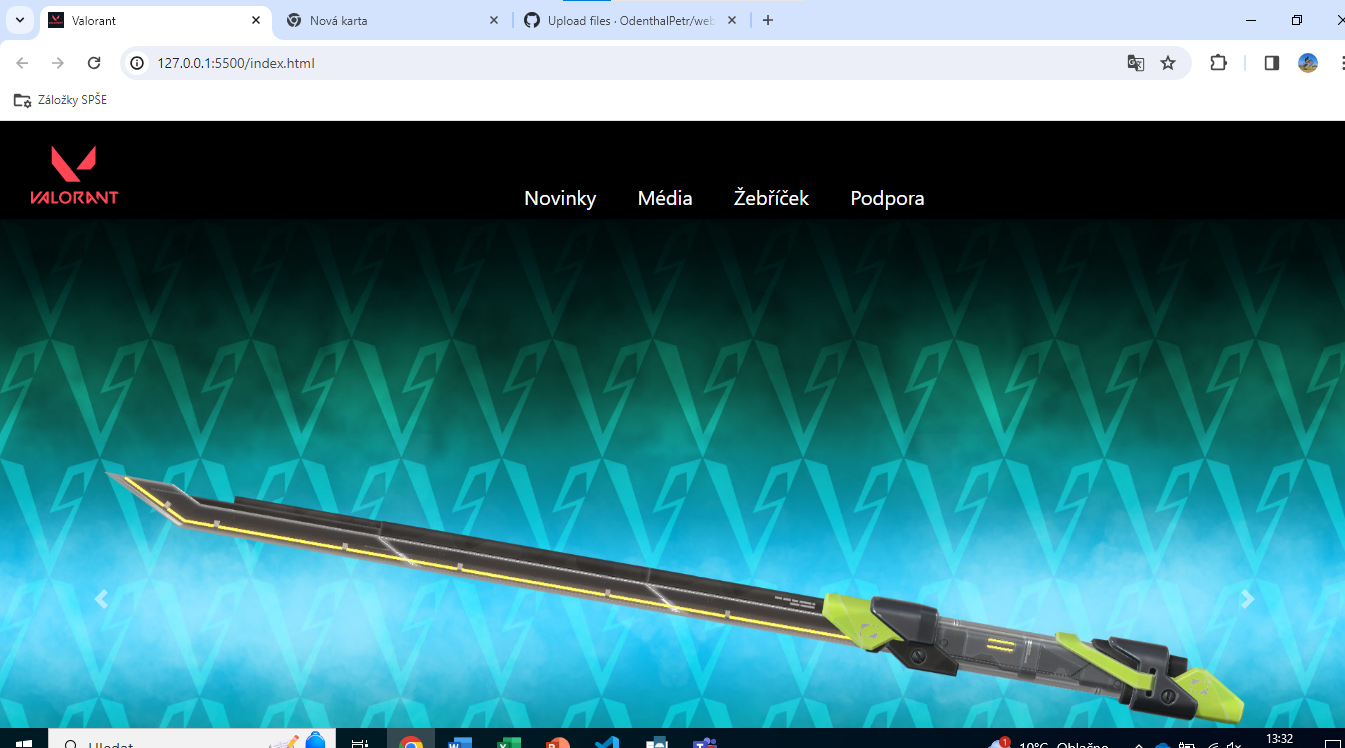 Valorant
Nová karta
Upload files · OdenthalPetr/web
127.0.0.1:5500/index.html
Záložky SPŠE
VALORANT
Novinky Média Žebříček Podpora
Hledat
1
10°C Oblačno
13:32